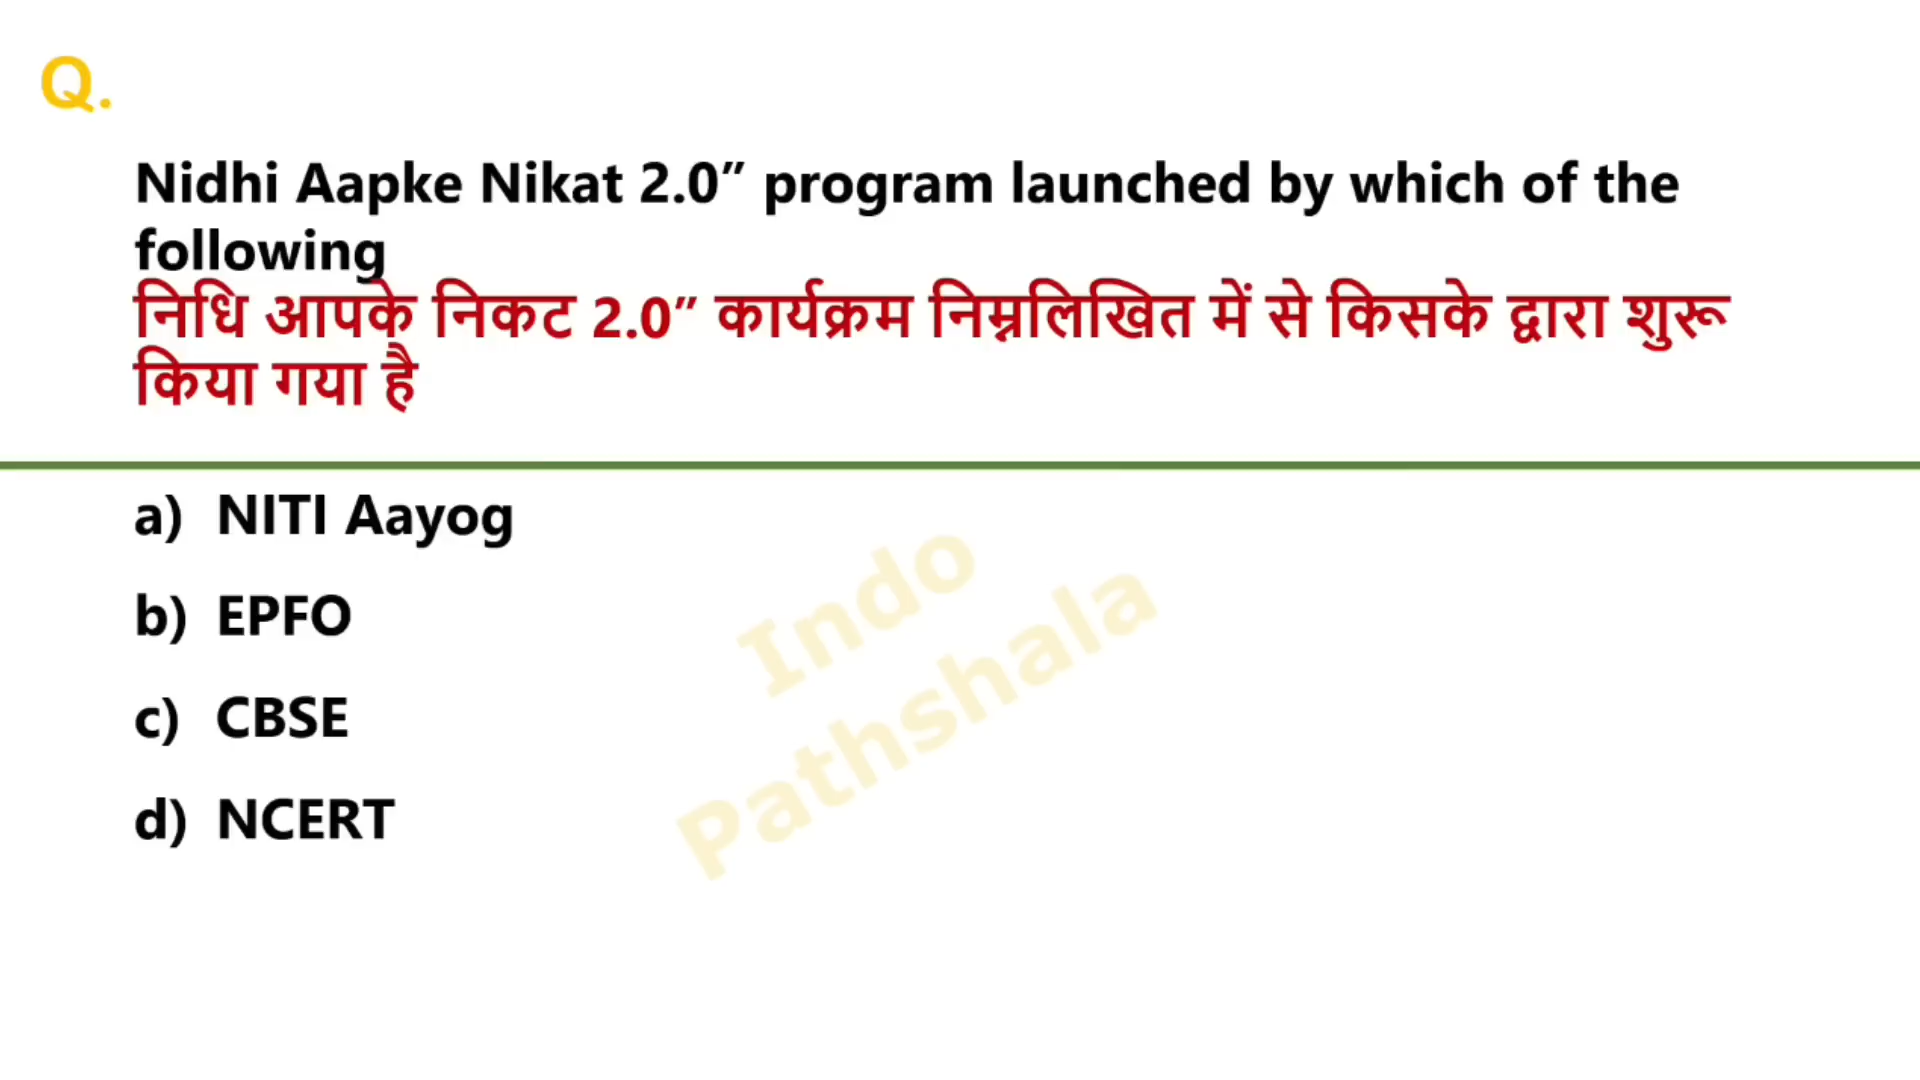 Q.
Nidhi Aapke Nikat 2.0” program launched by which of the
following
निधि आपके निकट 2.0” कार्यक्रम निम्नलिखित में से किसके द्वारा शुरू
किया गया है
a) NITI Aayog
b) EPFO
c) CBSE
d) NCERT
Indo
Pathshala